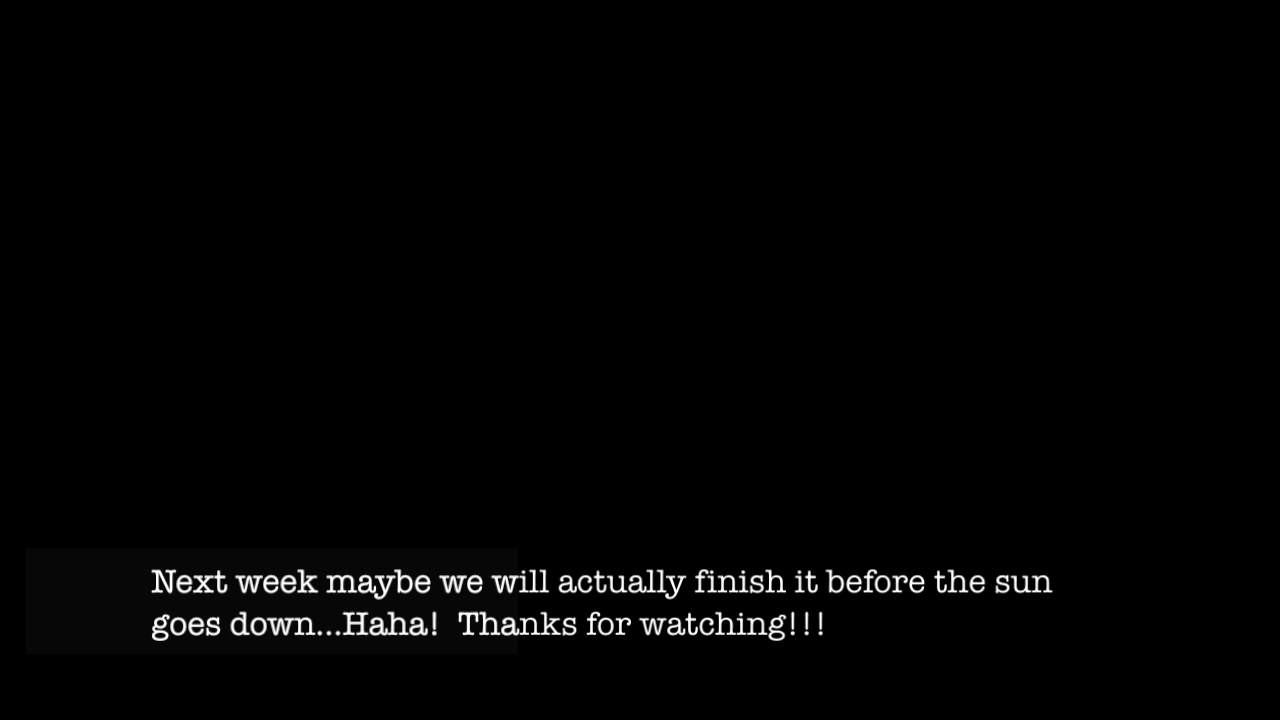 Next week maybe we will actually finish it before the sun
goes down...Haha!  Thanks for watching!!!